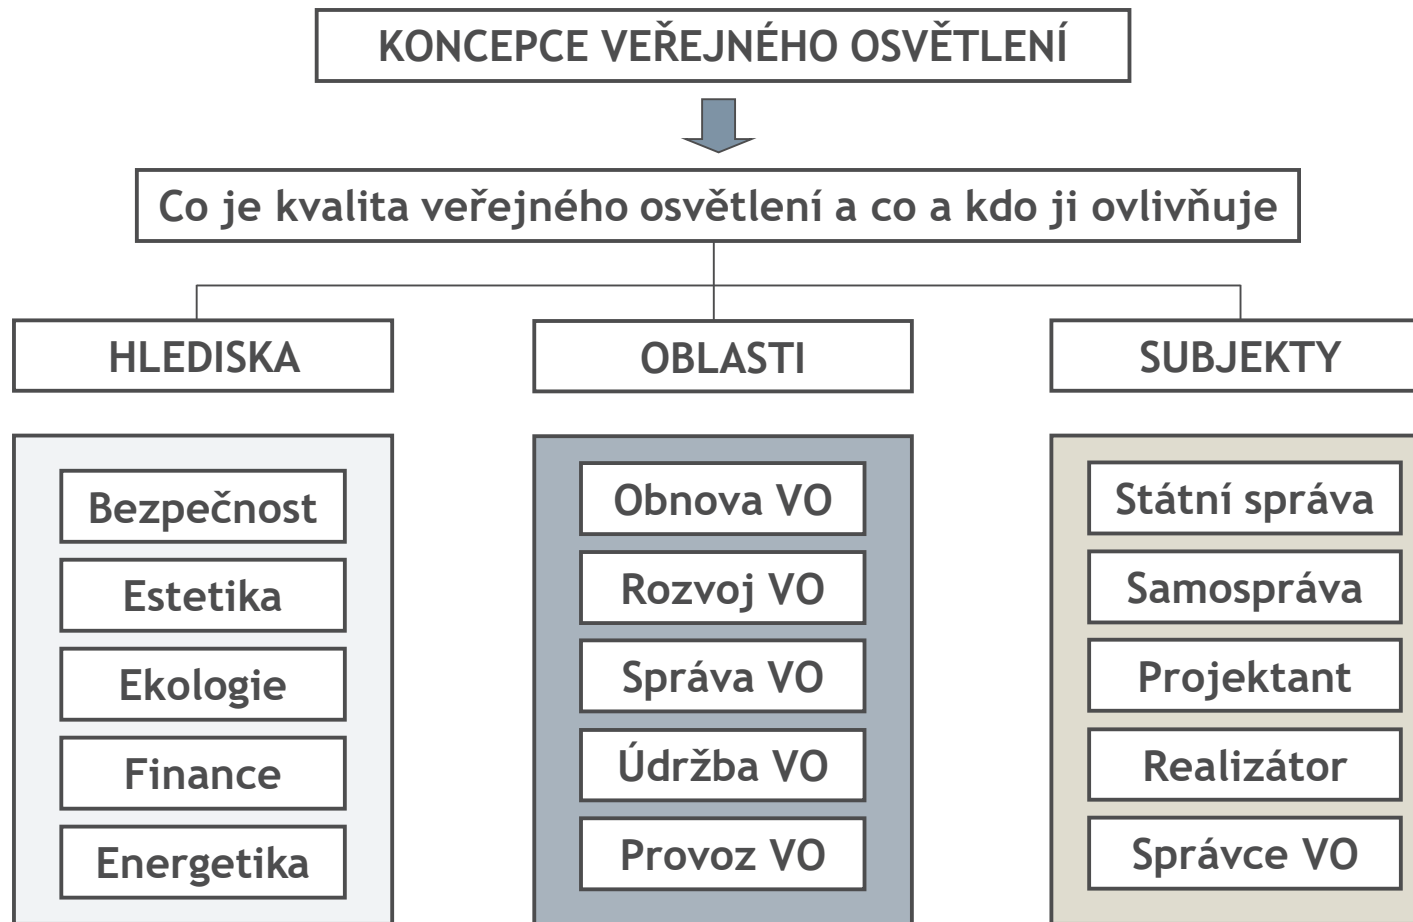 KONCEPCE VEŘEJNÉHO OSVĚTLENÍ
Co je kvalita veřejného osvětlení a co a kdo ji ovlivňuje
HLEDISKA
Bezpečnost
Estetika
Ekologie
Finance
Energetika
OBLASTI
Obnova VO
Rozvoj VO
Správa VO
Údržba VO
Provoz VO
SUBJEKTY
Státní správa
Samospráva
Projektant
Realizátor
Správce VO